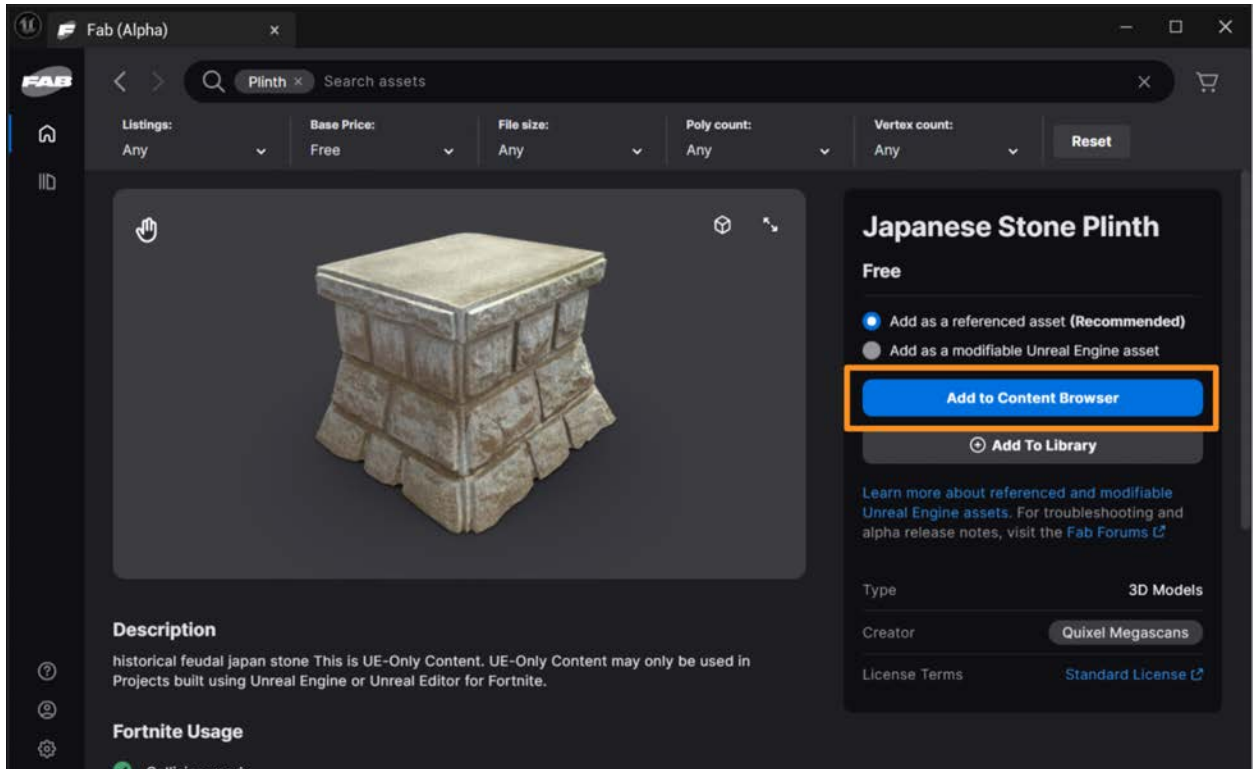 Fab (Alpha)
FAB
Plinth × Search assets
Listings: Base Price: File size: Poly count: Vertex count:
Any Free Any Any Any Reset
Japanese Stone Plinth
Free
Add as a referenced asset (Recommended)
Add as a modifiable Unreal Engine asset
Add to Content Browser
Add To Library
Learn more about referenced and modifiable
Unreal Engine assets. For troubleshooting and
alpha release notes, visit the Fab Forums
Type 3D Models
Creator Quixel Megascans
License Terms Standard License
Description
historical feudal japan stone This is UE-Only Content. UE-Only Content may only be used in
Projects built using Unreal Engine or Unreal Editor for Fortnite.
Fortnite Usage